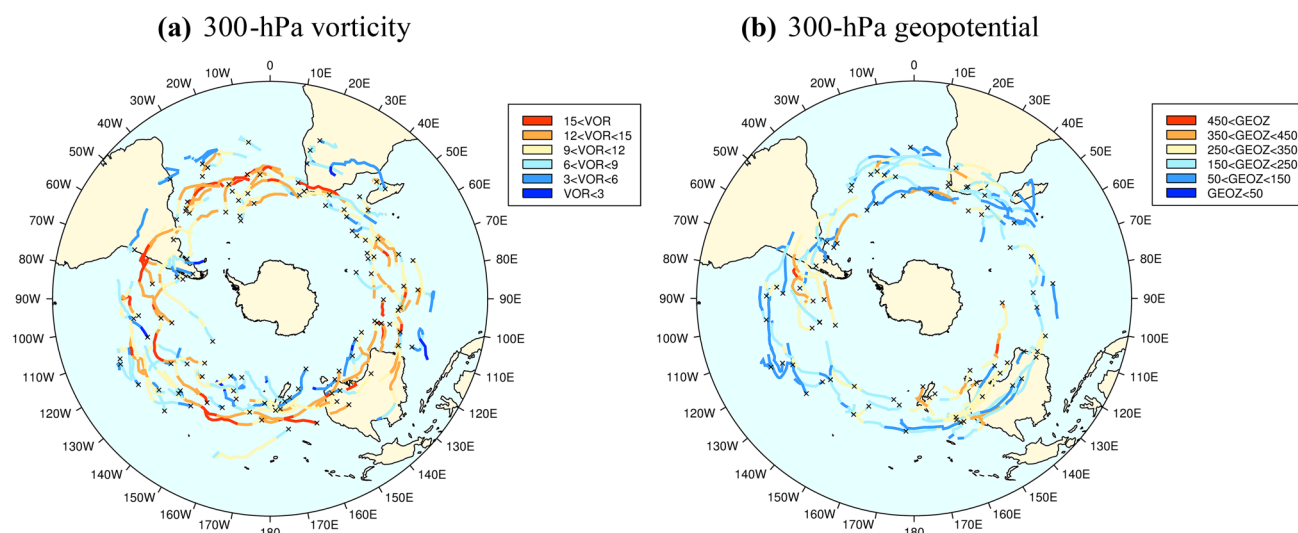 (a) 300-hPa vorticity
(b) 300-hPa geopotential
0
10W
10E
20W
20E
30W
30E
40W
40E
50W
50E
60W
60E
70W
70E
80W
80E
90W
90E
100W
100E
110W
110E
120W
120E
130W
130E
140W
140E
150W
150E
160W
160E
170W
170E
180
15<VOR
12<VOR<15
9<VOR<12
6<VOR<9
3<VOR<6
VOR<3
0
10W
10E
20W
20E
30W
30E
40W
40E
50W
50E
60W
60E
70W
70E
80W
80E
90W
90E
100W
100E
110W
110E
120W
120E
130W
130E
140W
140E
150W
150E
160W
160E
170W
170E
180
450<GEOZ
350<GEOZ<450
250<GEOZ<350
150<GEOZ<250
50<GEOZ<150
GEOZ<50